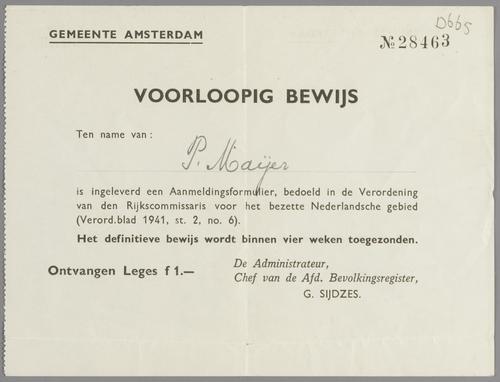 D665
GEMEENTE AMSTERDAM
№ 28463
VOORLOOPIG BEWIJS
Ten name van:
P. Maijer
is ingeleverd een Aanmeldingsformulier, bedoeld in de Verordening
van den Rijkscommissaris voor het bezette Nederlandsche gebied
(Verord.blad 1941, st. 2, no. 6).
Het definitieve bewijs wordt binnen vier weken toegezonden.
Ontvangen Leges f 1.—
De Administrateur,
Chef van de Afd. Bevolkingsregister,
G. SIJDZES.